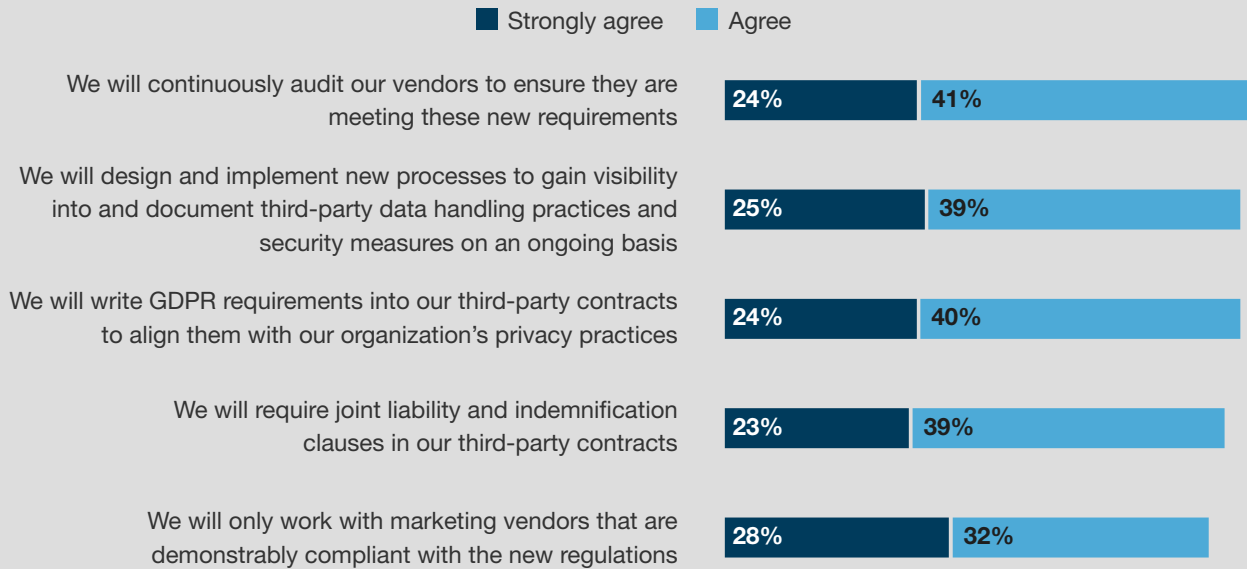 Strongly agree Agree
We will continuously audit our vendors to ensure they are
meeting these new requirements
24% 41%
We will design and implement new processes to gain visibility
into and document third-party data handling practices and
security measures on an ongoing basis
25% 39%
We will write GDPR requirements into our third-party contracts
to align them with our organization’s privacy practices
24% 40%
We will require joint liability and indemnification
clauses in our third-party contracts
23% 39%
We will only work with marketing vendors that are
demonstrably compliant with the new regulations
28% 32%